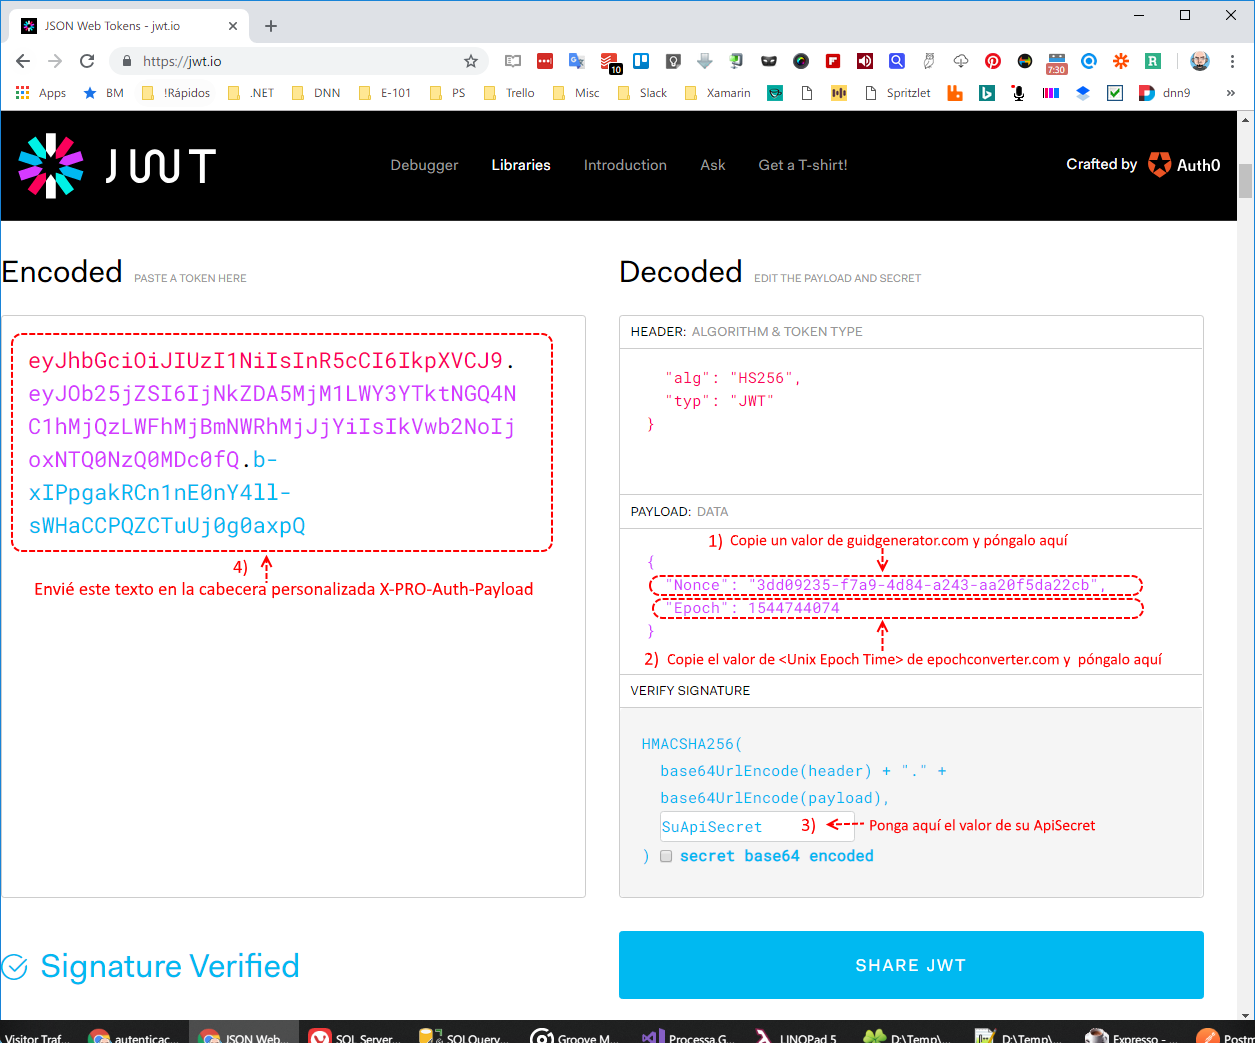 JSON Web Tokens - jwt.io
https://jwt.io
10
7:30
Apps BM !Rápidos .NET DNN E-101 PS Trello Misc Slack Xamarin Spritzlet dnn9 »
JWT Debugger Libraries Introduction Ask Get a T-shirt! Crafted by Auth0
Encoded PASTE A TOKEN HERE
eyJhbGciOiJIUzI1NiIsInR5cCI6IkpXVCJ9.
eyJOb25jZSI6IjNkZDA5MjM1LWY3YTktNGQ4N
C1hMjQzLWFhMjBmNWRhMjJjYiIsIkVwb2NoIj
oxNTQ0NzQ0MDc0fQ.b-
xIPpgakRCn1nE0nY4ll-
sWHaCCPQZCTuUj0g0axpQ
4)
Envié este texto en la cabecera personalizada X-PRO-Auth-Payload
Signature Verified
Decoded EDIT THE PAYLOAD AND SECRET
HEADER: ALGORITHM & TOKEN TYPE
"alg": "HS256",
"typ": "JWT"
}
PAYLOAD: DATA
1) Copie un valor de guidgenerator.com y póngalo aquí
{
"Nonce": "3dd09235-f7a9-4d84-a243-aa20f5da22cb",
"Epoch": 1544744074
}
2) Copie el valor de <Unix Epoch Time> de epochconverter.com y póngalo aquí
VERIFY SIGNATURE
HMACSHA256(
base64UrlEncode(header) + "." +
base64UrlEncode(payload),
SuApiSecret 3) Ponga aquí el valor de su ApiSecret
) secret base64 encoded
SHARE JWT
Visitor Traf... autenticac... JSON Web... SQL Server... SQLQuery... Groove M... Processa G... LINQPad 5 D:\Temp\... D:\Temp\... Expresso - ... Postm